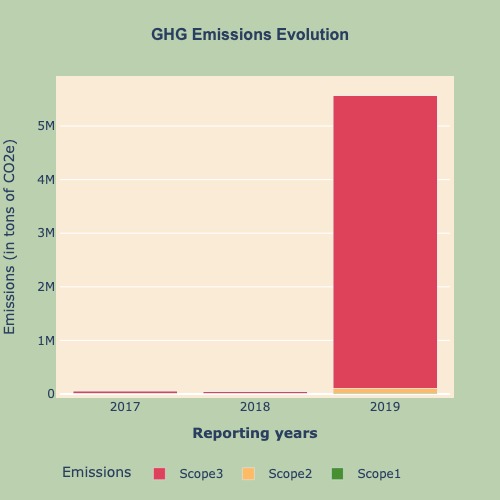 GHG Emissions Evolution
Emissions (in tons of CO2e)
5M
4M
3M
2M
1M
0
2017 2018 2019
Reporting years
Emissions Scope3 Scope2 Scope1